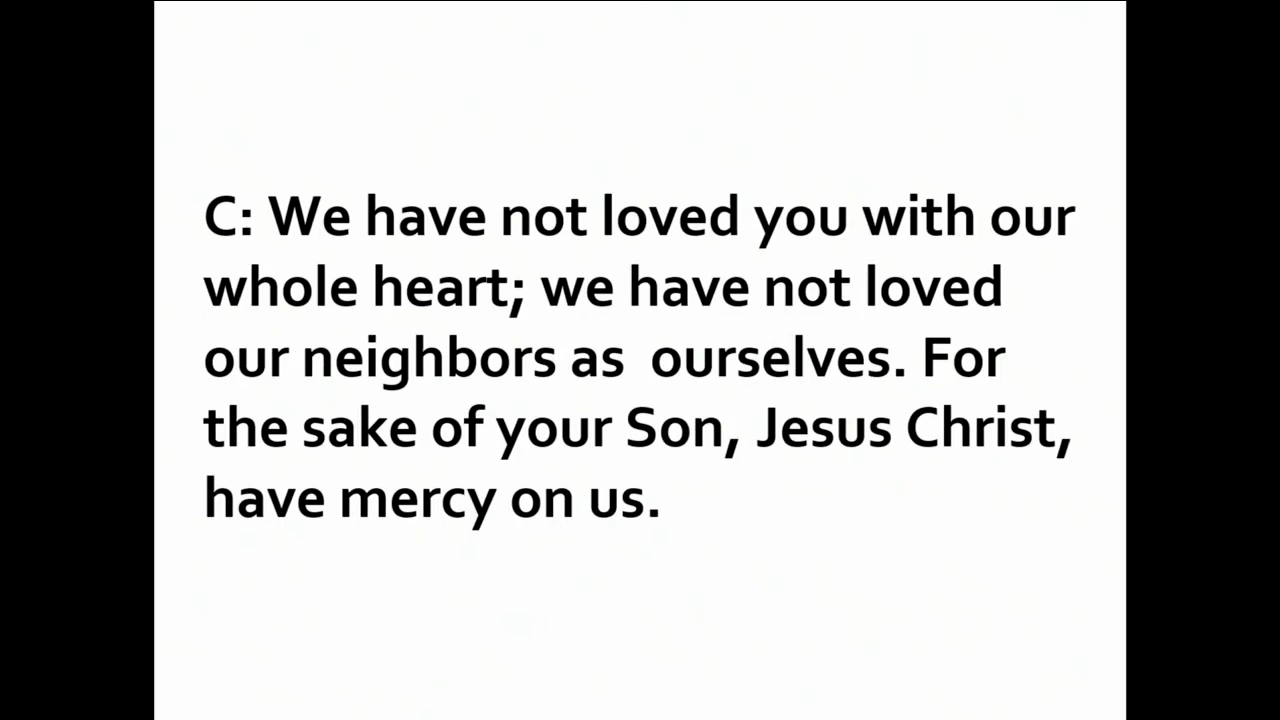 C: We have not loved you with our
whole heart; we have not loved
our neighbors as  ourselves. For
the sake of your Son, Jesus Christ,
have mercy on us.